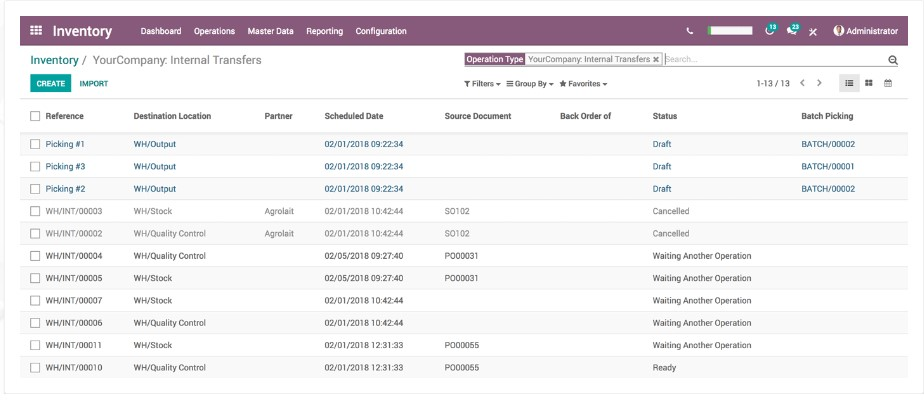 Inventory Dashboard Operations Master Data Reporting Configuration 13 23 Administrator
Inventory / YourCompany: Internal Transfers Operation Type YourCompany: Internal Transfers Search...
CREATE IMPORT Filters Group By Favorites 1-13 / 13
Reference Destination Location Partner Scheduled Date Source Document Back Order of Status Batch Picking
Picking #1 WH/Output 02/01/2018 09:22:34 Draft BATCH/00002
Picking #3 WH/Output 02/01/2018 09:22:34 Draft BATCH/00001
Picking #2 WH/Output 02/01/2018 09:22:34 Draft BATCH/00002
WH/INT/00003 WH/Stock Agrolait 02/01/2018 10:42:44 SO102 Cancelled
WH/INT/00002 WH/Quality Control Agrolait 02/01/2018 10:42:44 SO102 Cancelled
WH/INT/00004 WH/Quality Control 02/05/2018 09:27:40 PO00031 Waiting Another Operation
WH/INT/00005 WH/Stock 02/05/2018 09:27:40 PO00031 Waiting Another Operation
WH/INT/00007 WH/Stock 02/01/2018 10:42:44 Waiting Another Operation
WH/INT/00006 WH/Quality Control 02/01/2018 10:42:44 Waiting Another Operation
WH/INT/00011 WH/Stock 02/01/2018 12:31:33 PO00055 Waiting Another Operation
WH/INT/00010 WH/Quality Control 02/01/2018 12:31:33 PO00055 Ready